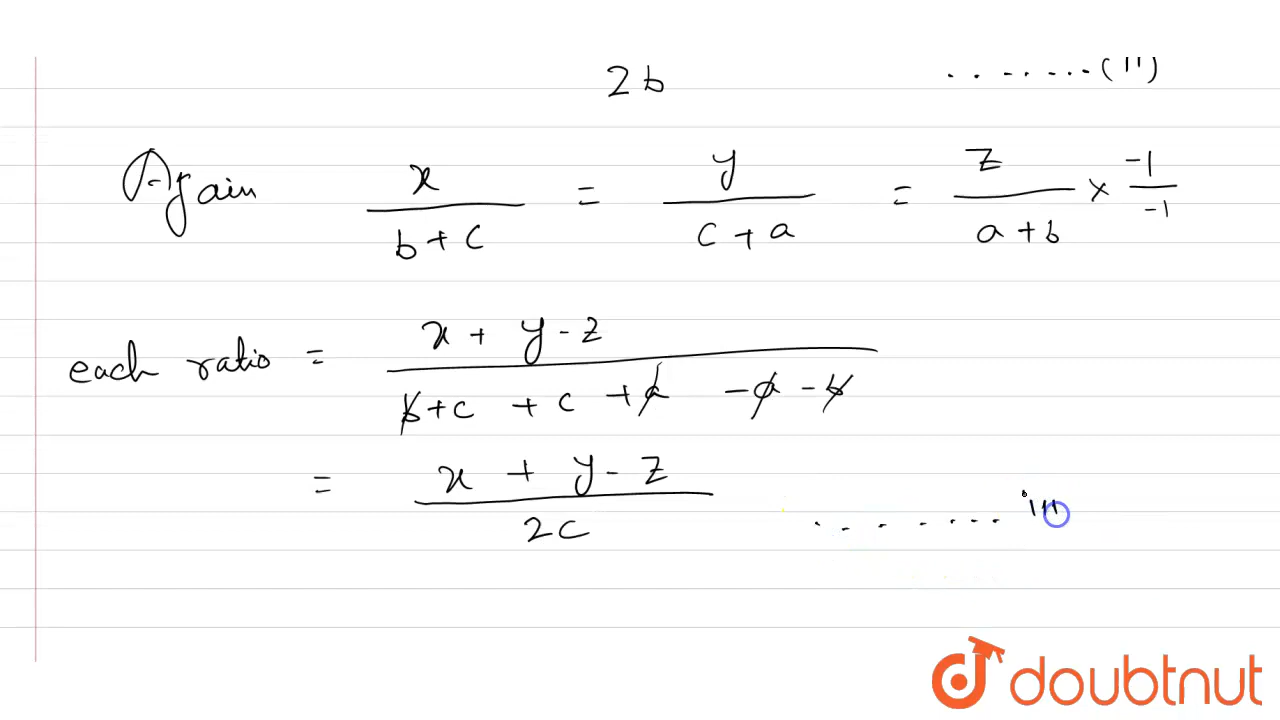 2b ........(ii)
Again x/(b+c) = y/(c+a) = z/(a+b) × -1/-1
each ratio = (x + y - z)/(b + c + c + a - a - b)
= (x + y - z)/2c ........ iii
doubtnut